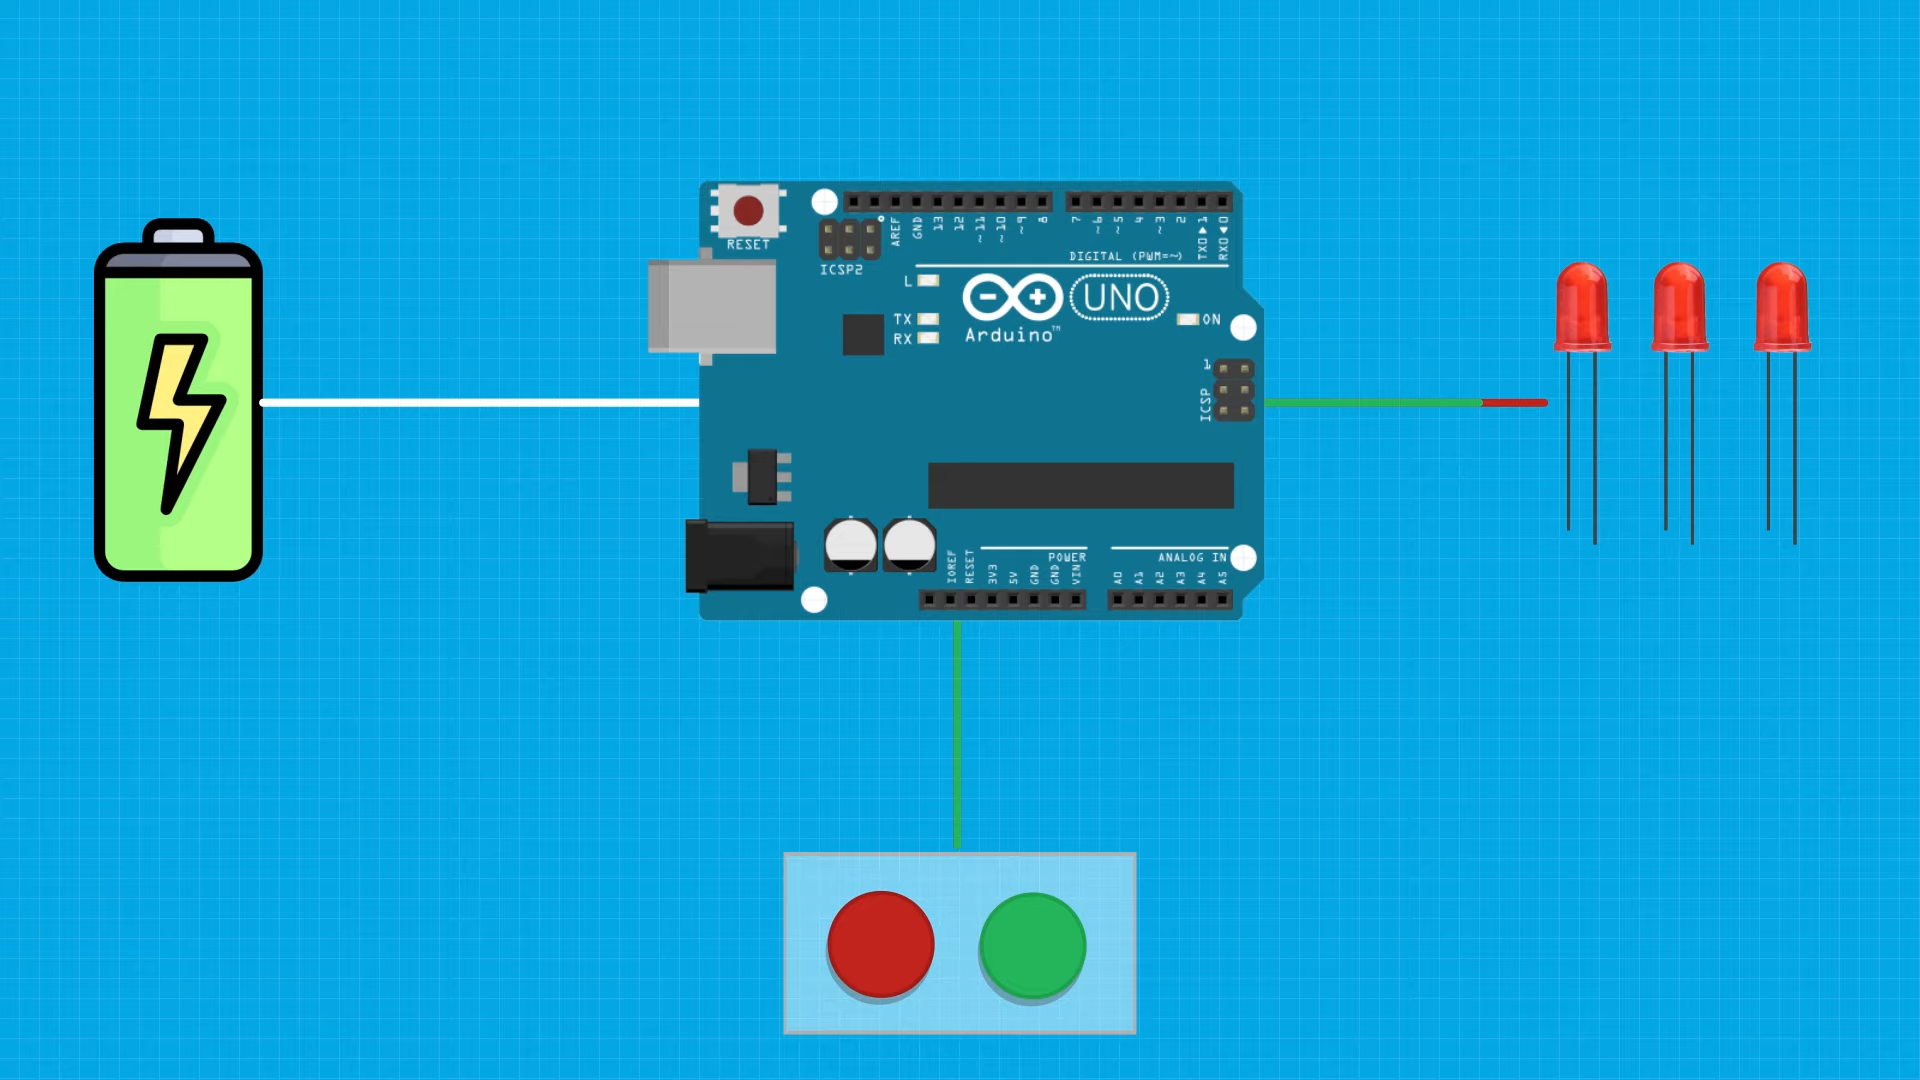 RESET
ICSP2
AREF
GND
13
12
~11
~10
~9
8
7
~6
~5
4
~3
2
TX0▶1
RX0◀0
DIGITAL (PWM=~)
L
TX
RX
Arduino™
UNO
ON
1
ICSP
IOREF
RESET
3V3
5V
GND
GND
VIN
POWER
ANALOG IN
A0
A1
A2
A3
A4
A5